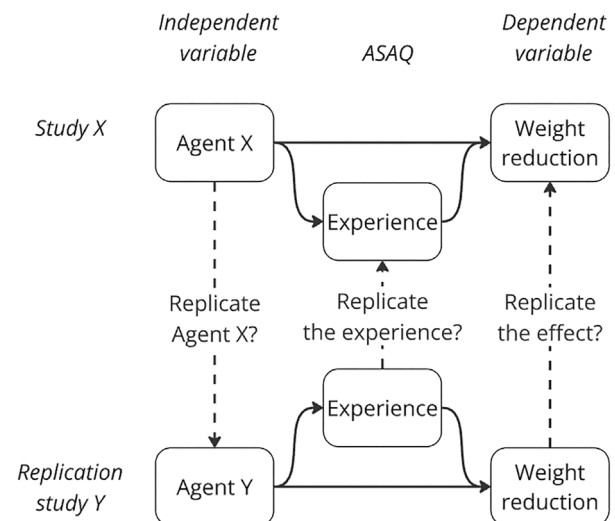 Independent
variable
ASAQ
Dependent
variable
Study X
Agent X
Weight
reduction
Experience
Replicate
Agent X?
Replicate
the experience?
Replicate
the effect?
Experience
Replication
study Y
Agent Y
Weight
reduction